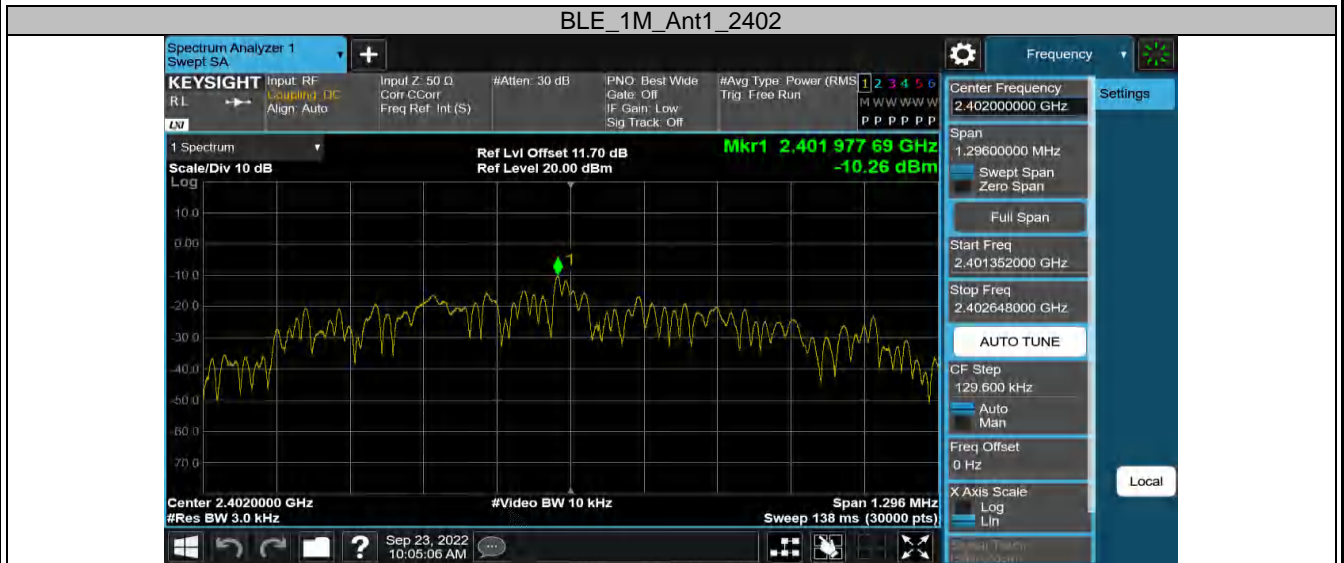 BLE_1M_Ant1_2402
Spectrum Analyzer 1
Swept SA
+
Frequency
KEYSIGHT
RL
LXI
Input: RF
Coupling: DC
Align: Auto
Input Z: 50 Ω
Corr CCorr
Freq Ref: Int (S)
#Atten: 30 dB
PNO: Best Wide
Gate: Off
IF Gain: Low
Sig Track: Off
#Avg Type: Power (RMS
Trig: Free Run
1 2 3 4 5 6
M W W W W W
P P P P P P
Center Frequency
2.402000000 GHz
Settings
1 Spectrum
Scale/Div 10 dB
Ref Lvl Offset 11.70 dB
Ref Level 20.00 dBm
Mkr1 2.401 977 69 GHz
-10.26 dBm
Span
1.29600000 MHz
Swept Span
Zero Span
Full Span
Start Freq
2.401352000 GHz
Stop Freq
2.402648000 GHz
AUTO TUNE
CF Step
129.600 kHz
Auto
Man
Freq Offset
0 Hz
X Axis Scale
Log
Lin
Local
Log
10.0
0.00
-10.0
-20.0
-30.0
-40.0
-50.0
-60.0
-70.0
1
Center 2.4020000 GHz
#Res BW 3.0 kHz
#Video BW 10 kHz
Span 1.296 MHz
Sweep 138 ms (30000 pts)
?
Sep 23, 2022
10:05:06 AM